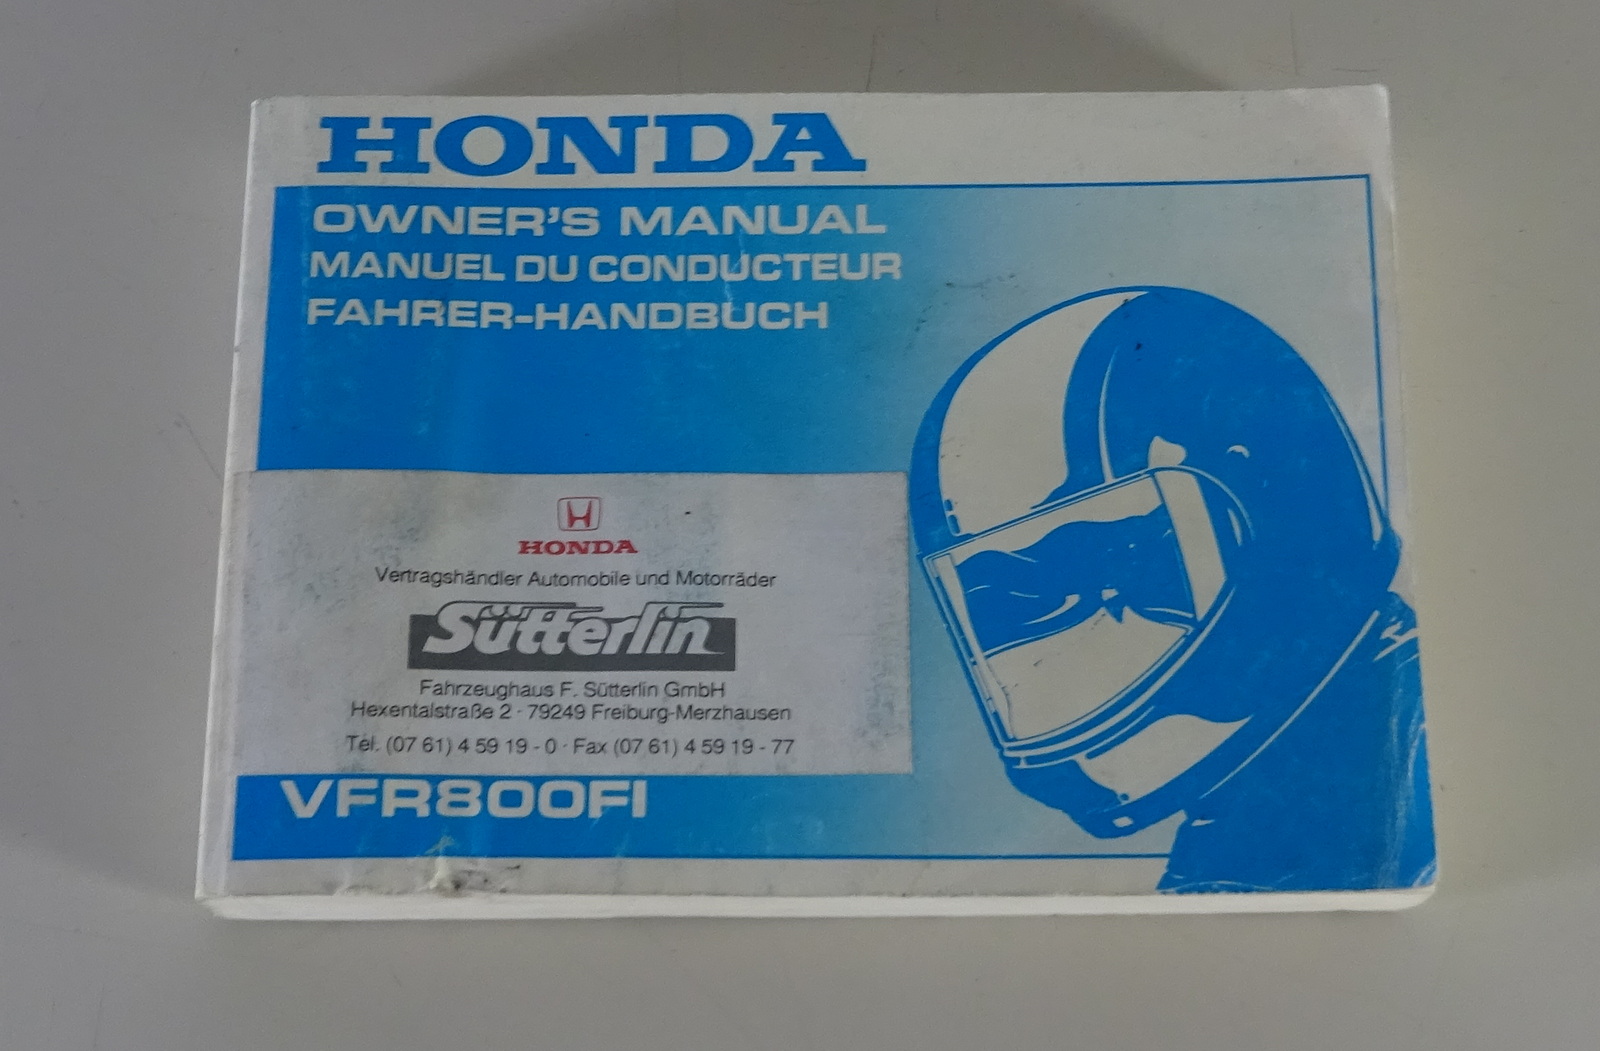 HONDA
OWNER'S MANUAL
MANUEL DU CONDUCTEUR
FAHRER-HANDBUCH
HONDA
Vertragshändler Automobile und Motorräder
Sütterlin
Fahrzeughaus F. Sütterlin GmbH
Hexentalstraße 2 · 79249 Freiburg-Merzhausen
Tel. (07 61) 4 59 19 - 0 · Fax (07 61) 4 59 19 - 77
VFR800FI